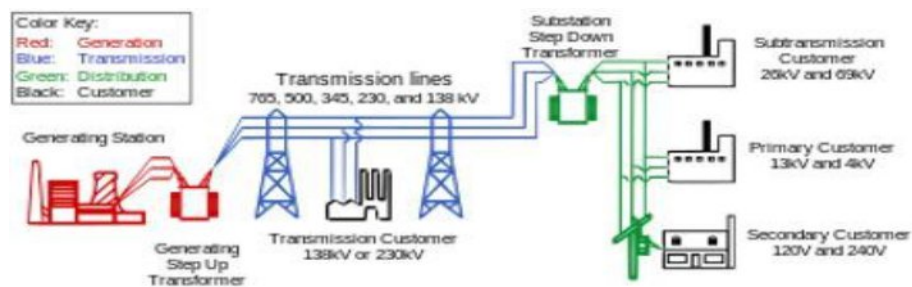 Color Key:
Red: Generation
Blue: Transmission
Green: Distribution
Black: Customer
Generating Station
Generating
Step Up
Transformer
Transmission lines
765, 500, 345, 230, and 138 kV
Transmission Customer
138kV or 230kV
Substation
Step Down
Transformer
Subtransmission
Customer
26kV and 69kV
Primary Customer
13kV and 4kV
Secondary Customer
120V and 240V